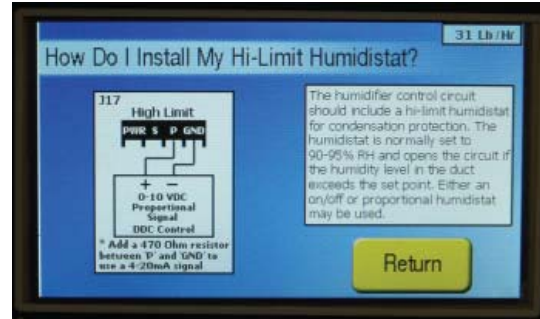 31 Lb/Hr
How Do I Install My Hi-Limit Humidistat?
J17
High Limit
PWR S P GND
+ −
0-10 VDC
Proportional
Signal
DDC Control
* Add a 470 Ohm resistor
between 'P' and 'GND' to
use a 4-20mA signal
The humidifier control circuit
should include a hi-limit humidistat
for condensation protection. The
humidistat is normally set to
90-95% RH and opens the circuit if
the humidity level in the duct
exceeds the set point. Either an
on/off or proportional humidistat
may be used.
Return